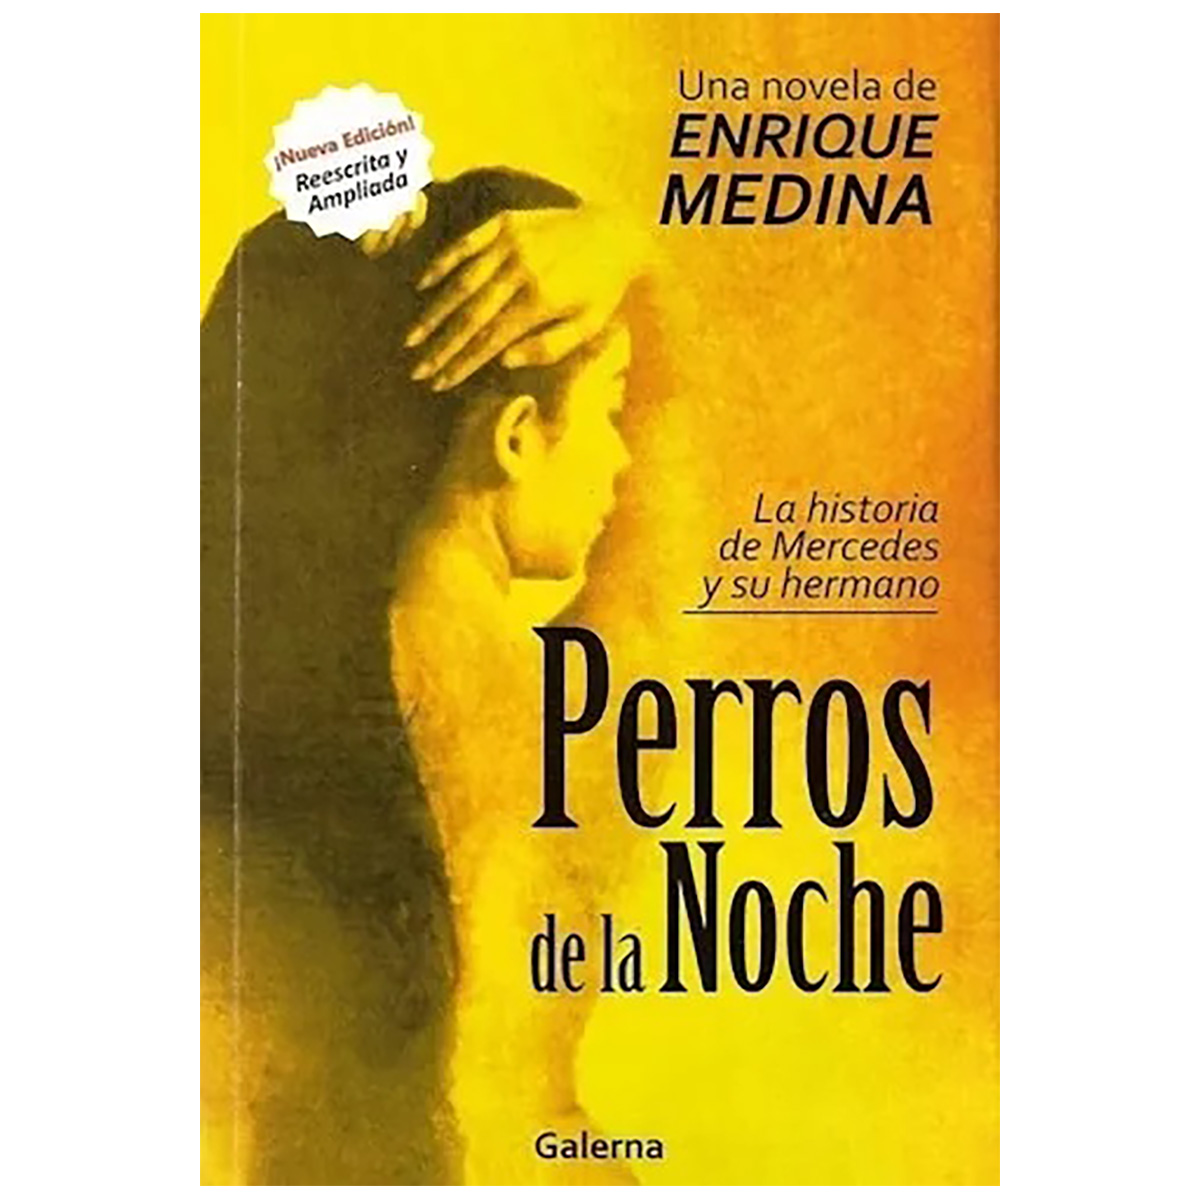 ¡Nueva Edición!
Reescrita y
Ampliada
Una novela de
ENRIQUE
MEDINA
La historia
de Mercedes
y su hermano
Perros
de la Noche
Galerna